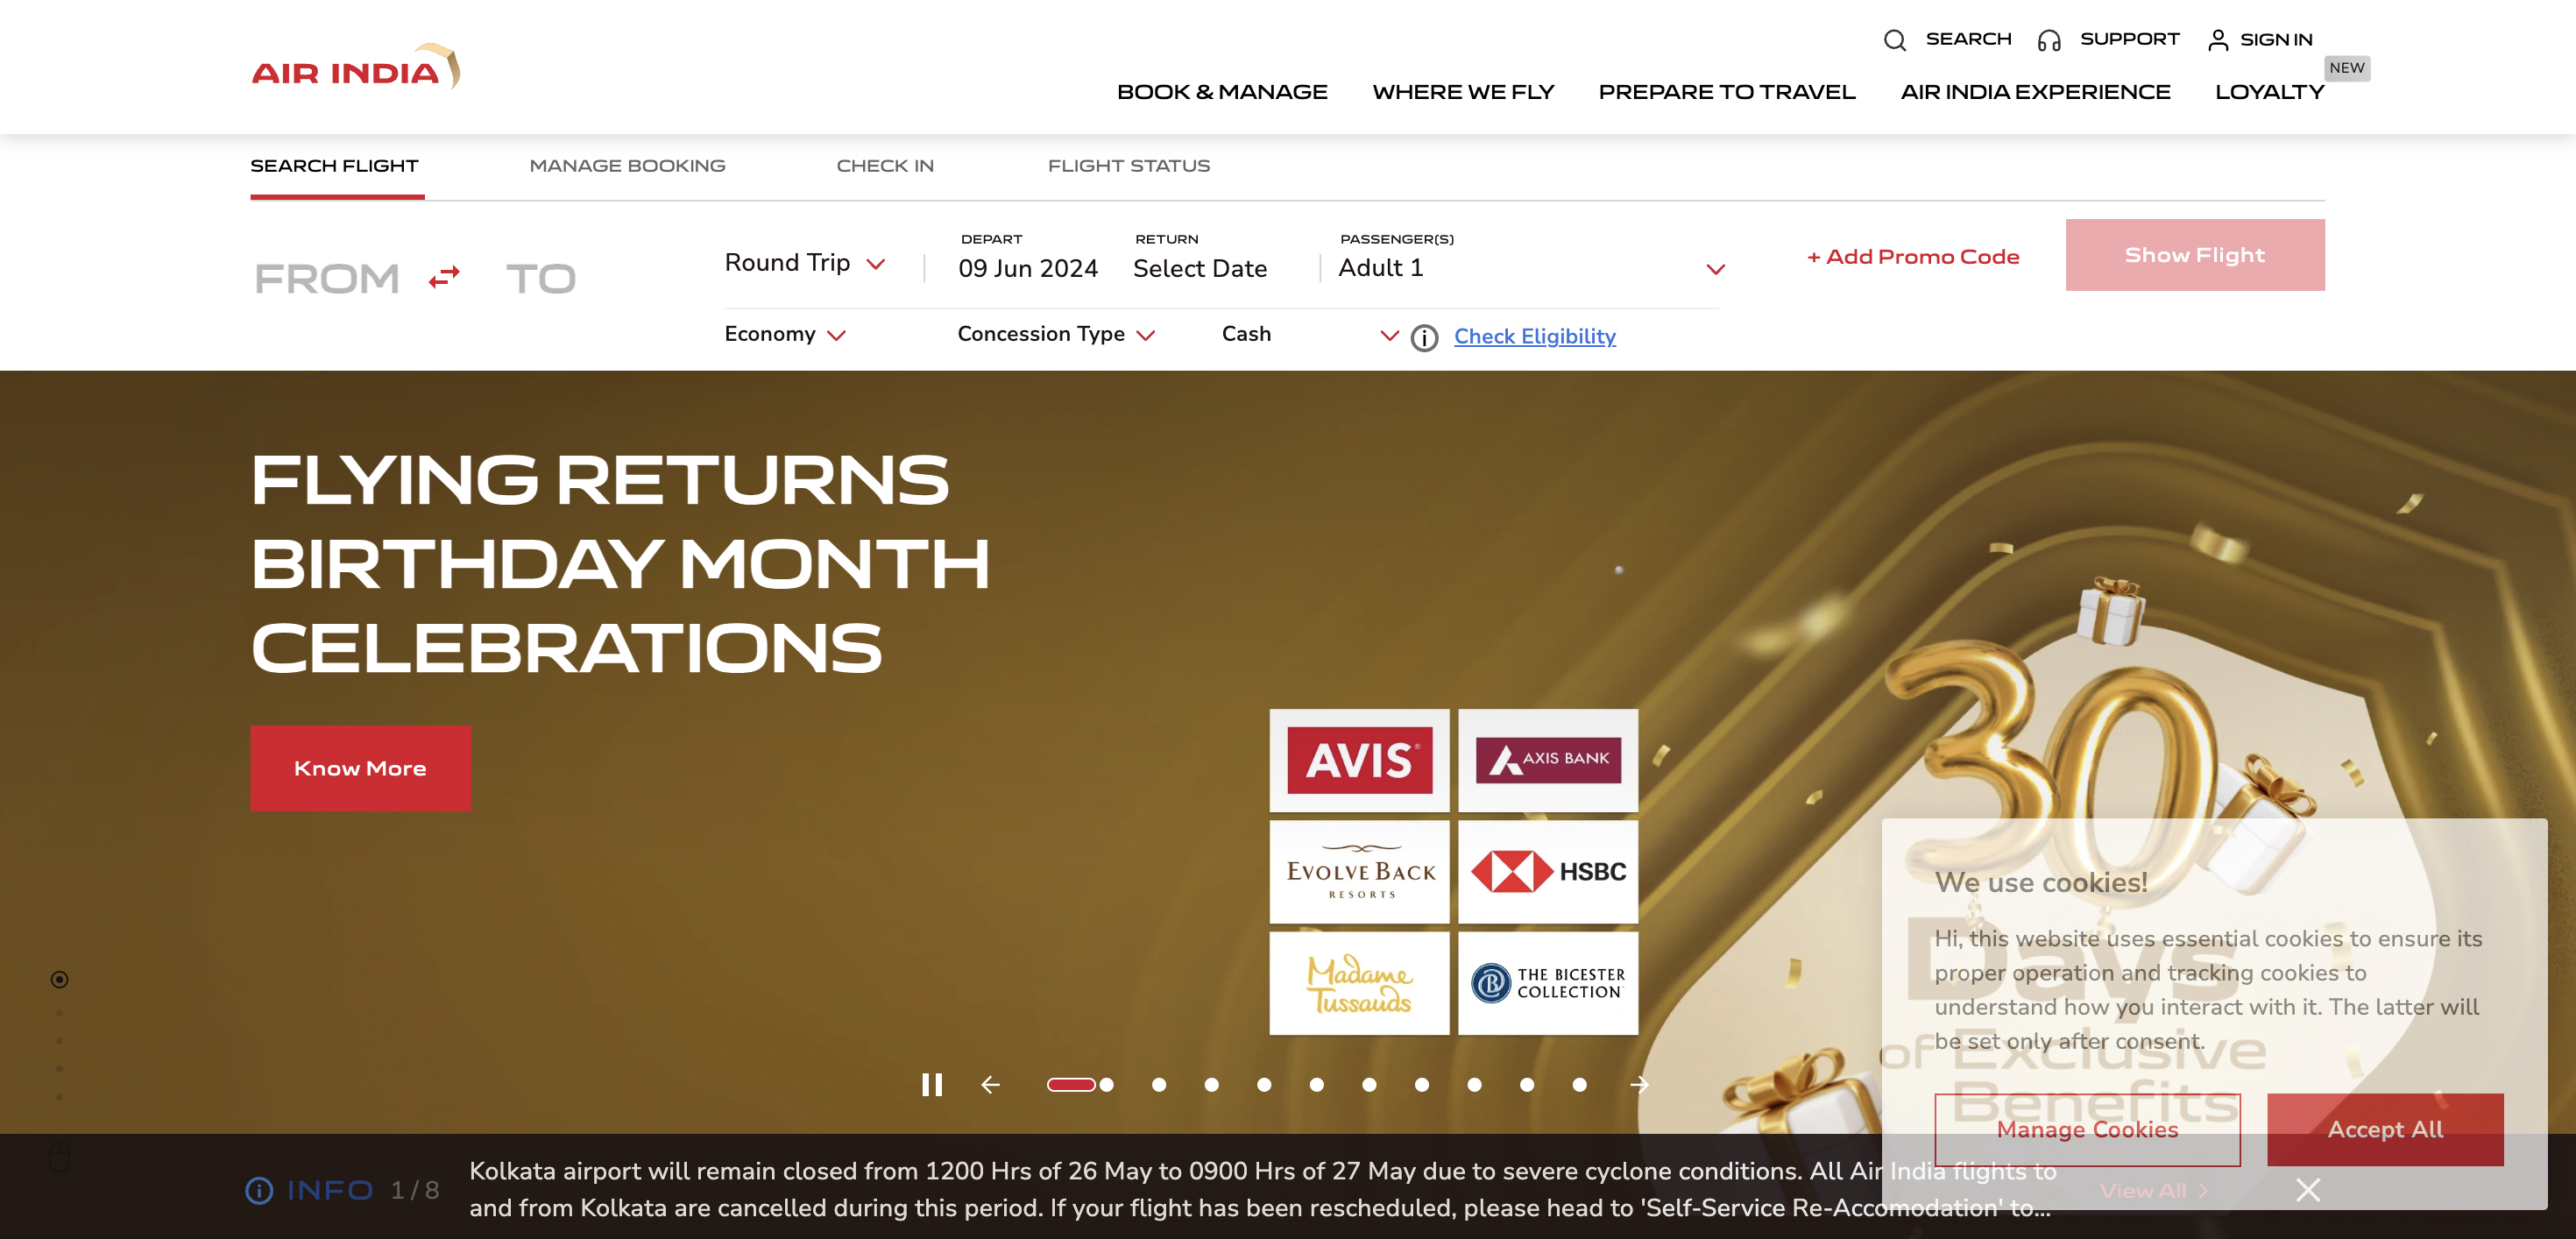 AIR INDIA
SEARCH SUPPORT SIGN IN
NEW
BOOK & MANAGE WHERE WE FLY PREPARE TO TRAVEL AIR INDIA EXPERIENCE LOYALTY
SEARCH FLIGHT MANAGE BOOKING CHECK IN FLIGHT STATUS
FROM TO
Round Trip
DEPART
09 Jun 2024
RETURN
Select Date
PASSENGER(S)
Adult 1
+ Add Promo Code
Show Flight
Economy Concession Type Cash Check Eligibility
FLYING RETURNS
BIRTHDAY MONTH
CELEBRATIONS
Know More
AVIS
AXIS BANK
EVOLVE BACK
RESORTS
HSBC
Madame
Tussauds
THE BICESTER
COLLECTION
30
Days
of Exclusive
Benefits
We use cookies!
Hi, this website uses essential cookies to ensure its
proper operation and tracking cookies to
understand how you interact with it. The latter will
be set only after consent.
Manage Cookies Accept All
INFO 1 / 8
Kolkata airport will remain closed from 1200 Hrs of 26 May to 0900 Hrs of 27 May due to severe cyclone conditions. All Air India flights to
and from Kolkata are cancelled during this period. If your flight has been rescheduled, please head to 'Self-Service Re-Accomodation' to...
View All